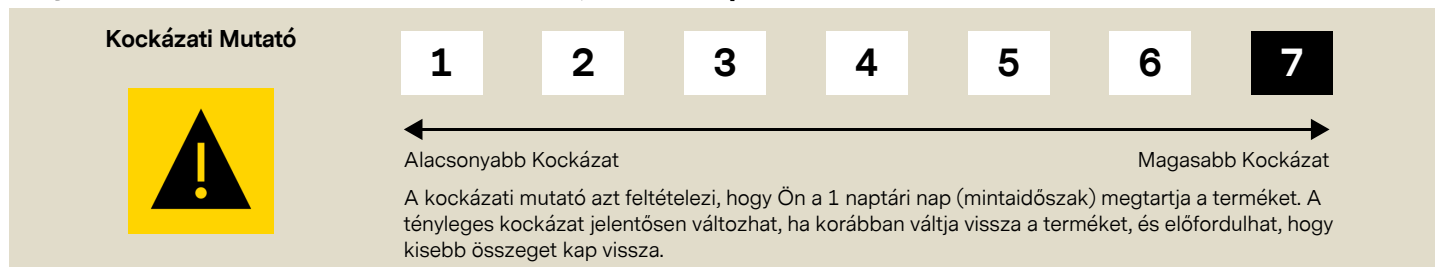 Kockázati Mutató
1 2 3 4 5 6 7
Alacsonyabb Kockázat Magasabb Kockázat
A kockázati mutató azt feltételezi, hogy Ön a 1 naptári nap (mintaidőszak) megtartja a terméket. A
tényleges kockázat jelentősen változhat, ha korábban váltja vissza a terméket, és előfordulhat, hogy
kisebb összeget kap vissza.